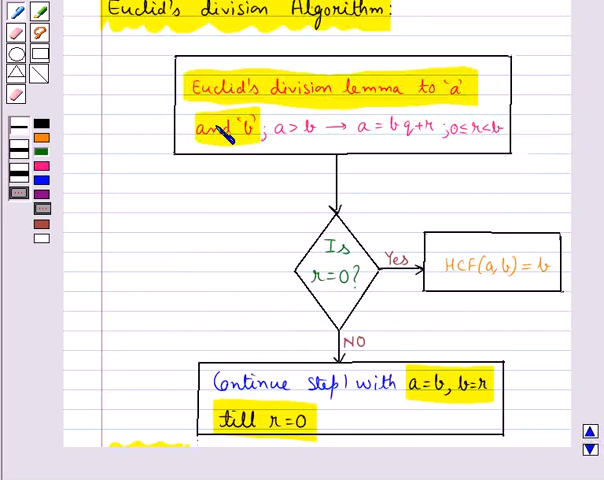 Euclid's division Algorithm:
Euclid's division lemma to 'a'
and 'b'; a > b → a = bq+r ; 0≤r<b
Is
r=0?
Yes
HCF(a,b) = b
NO
Continue step 1 with a=b, b=r
till r=0